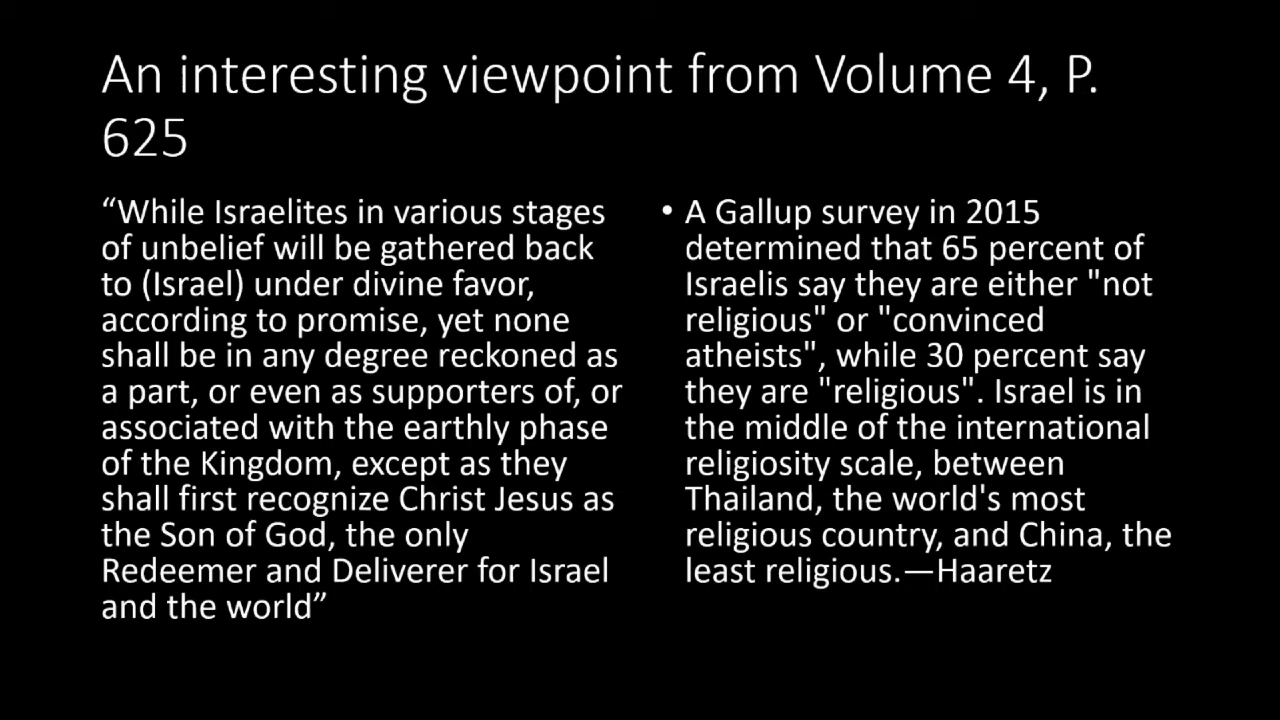 An interesting viewpoint from Volume 4, P.
625
“While Israelites in various stages
of unbelief will be gathered back
to (Israel) under divine favor,
according to promise, yet none
shall be in any degree reckoned as
a part, or even as supporters of, or
associated with the earthly phase
of the Kingdom, except as they
shall first recognize Christ Jesus as
the Son of God, the only
Redeemer and Deliverer for Israel
and the world”
• A Gallup survey in 2015
determined that 65 percent of
Israelis say they are either "not
religious" or "convinced
atheists", while 30 percent say
they are "religious". Israel is in
the middle of the international
religiosity scale, between
Thailand, the world's most
religious country, and China, the
least religious.—Haaretz